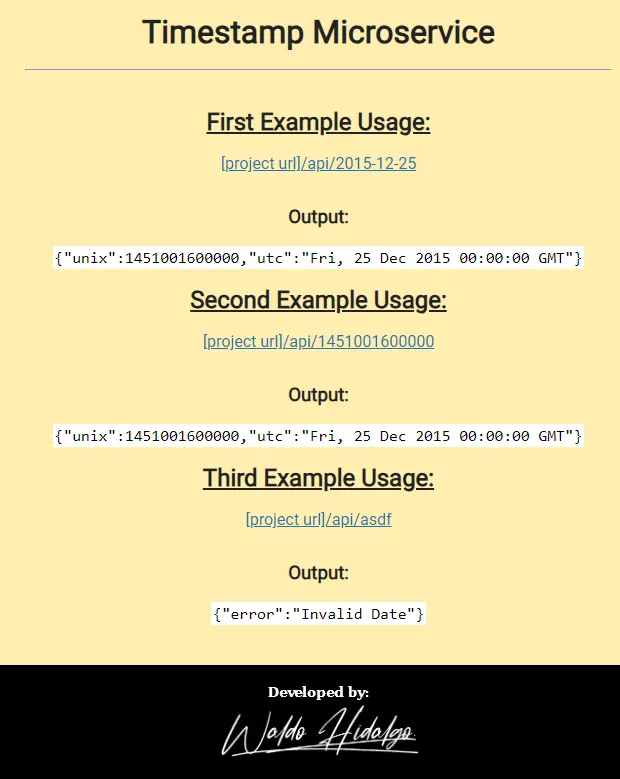 Timestamp Microservice
First Example Usage:
[project url]/api/2015-12-25
Output:
{"unix":1451001600000,"utc":"Fri, 25 Dec 2015 00:00:00 GMT"}
Second Example Usage:
[project url]/api/1451001600000
Output:
{"unix":1451001600000,"utc":"Fri, 25 Dec 2015 00:00:00 GMT"}
Third Example Usage:
[project url]/api/asdf
Output:
{"error":"Invalid Date"}
Developed by:
Waldo Hidalgo